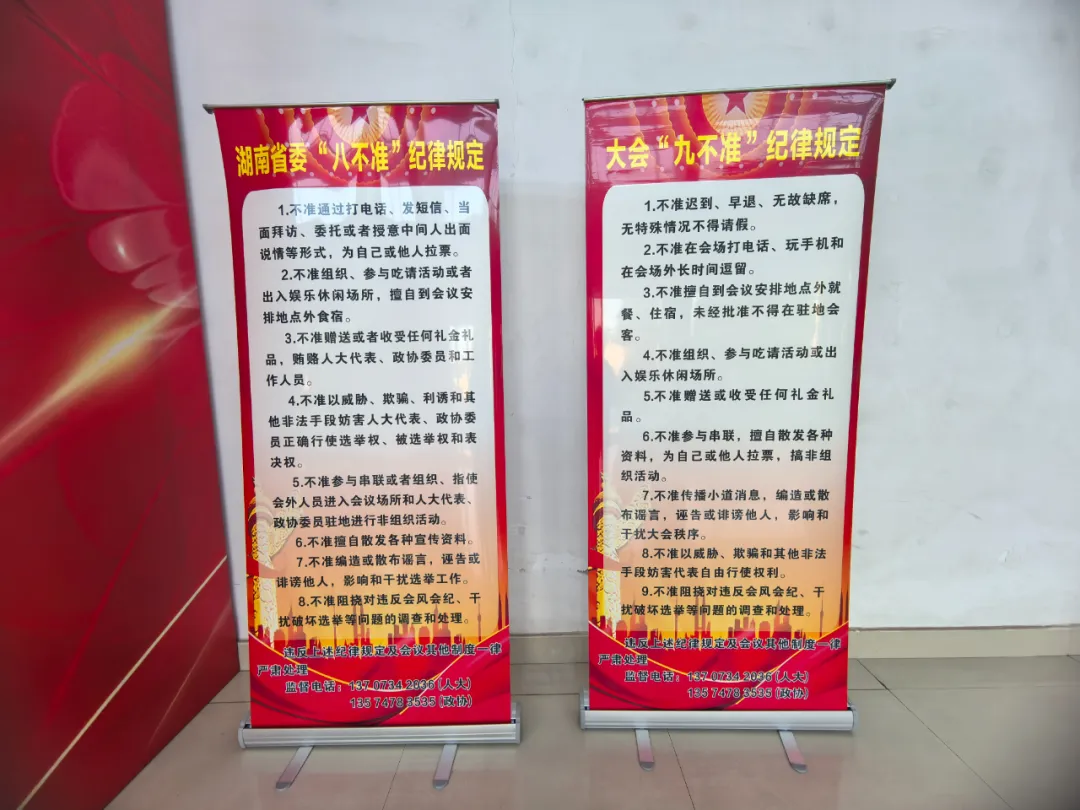 湖南省委“八不准”纪律规定
1.不准通过打电话、发短信、当
面拜访、委托或者授意中间人出面
说情等形式，为自己或他人拉票。
2.不准组织、参与吃请活动或者
出入娱乐休闲场所，擅自到会议安
排地点外食宿。
3.不准赠送或者收受任何礼金礼
品，贿赂人大代表、政协委员和工
作人员。
4.不准以威胁、欺骗、利诱和其
他非法手段妨害人大代表、政协委
员正确行使选举权、被选举权和表
决权。
5.不准参与串联或者组织、指使
会外人员进入会议场所和人大代表、
政协委员驻地进行非组织活动。
6.不准擅自散发各种宣传资料。
7.不准编造或散布谣言，诬告或
诽谤他人，影响和干扰选举工作。
8.不准阻挠对违反会风会纪、干
扰破坏选举等问题的调查和处理。
违反上述纪律规定及会议其他制度一律
严肃处理
监督电话：137 0734 2836 (人大)
135 7478 3535 (政协)
大会“九不准”纪律规定
1.不准迟到、早退、无故缺席，
无特殊情况不得请假。
2.不准在会场打电话、玩手机和
在会场外长时间逗留。
3.不准擅自到会议安排地点外就
餐、住宿，未经批准不得在驻地会
客。
4.不准组织、参与吃请活动或出
入娱乐休闲场所。
5.不准赠送或收受任何礼金礼
品。
6.不准参与串联，擅自散发各种
资料，为自己或他人拉票，搞非组
织活动。
7.不准传播小道消息，编造或散
布谣言，诬告或诽谤他人，影响和
干扰大会秩序。
8.不准以威胁、欺骗和其他非法
手段妨害代表自由行使权利。
9.不准阻挠对违反会风会纪、干
扰破坏选举等问题的调查和处理。
违反上述纪律规定及会议其他制度一律
严肃处理
监督电话：137 0734 2836 (人大)
135 7478 3535 (政协)